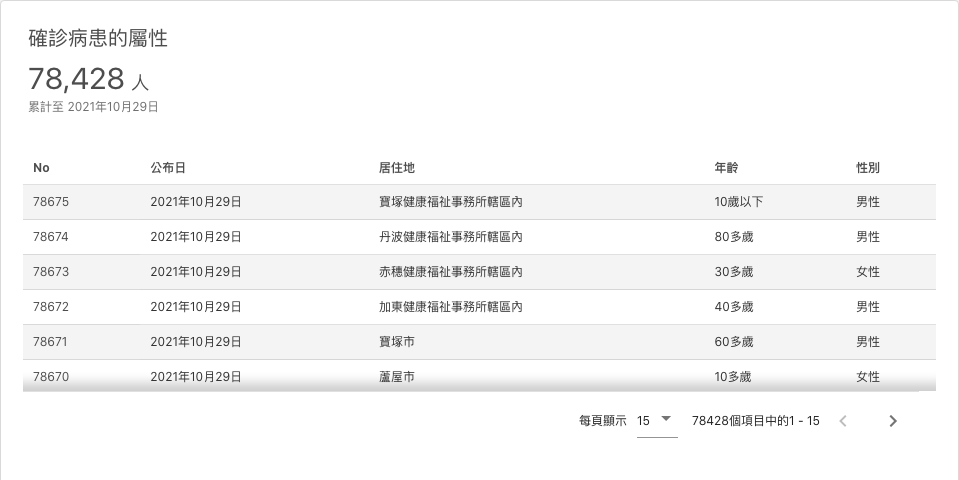 確診病患的屬性
78,428 人
累計至 2021年10月29日
No 公布日 居住地 年齡 性別
78675 2021年10月29日 寶塚健康福祉事務所轄區內 10歲以下 男性
78674 2021年10月29日 丹波健康福祉事務所轄區內 80多歲 男性
78673 2021年10月29日 赤穗健康福祉事務所轄區內 30多歲 女性
78672 2021年10月29日 加東健康福祉事務所轄區內 40多歲 男性
78671 2021年10月29日 寶塚市 60多歲 男性
78670 2021年10月29日 蘆屋市 10多歲 女性
每頁顯示 15 78428個項目中的1 - 15